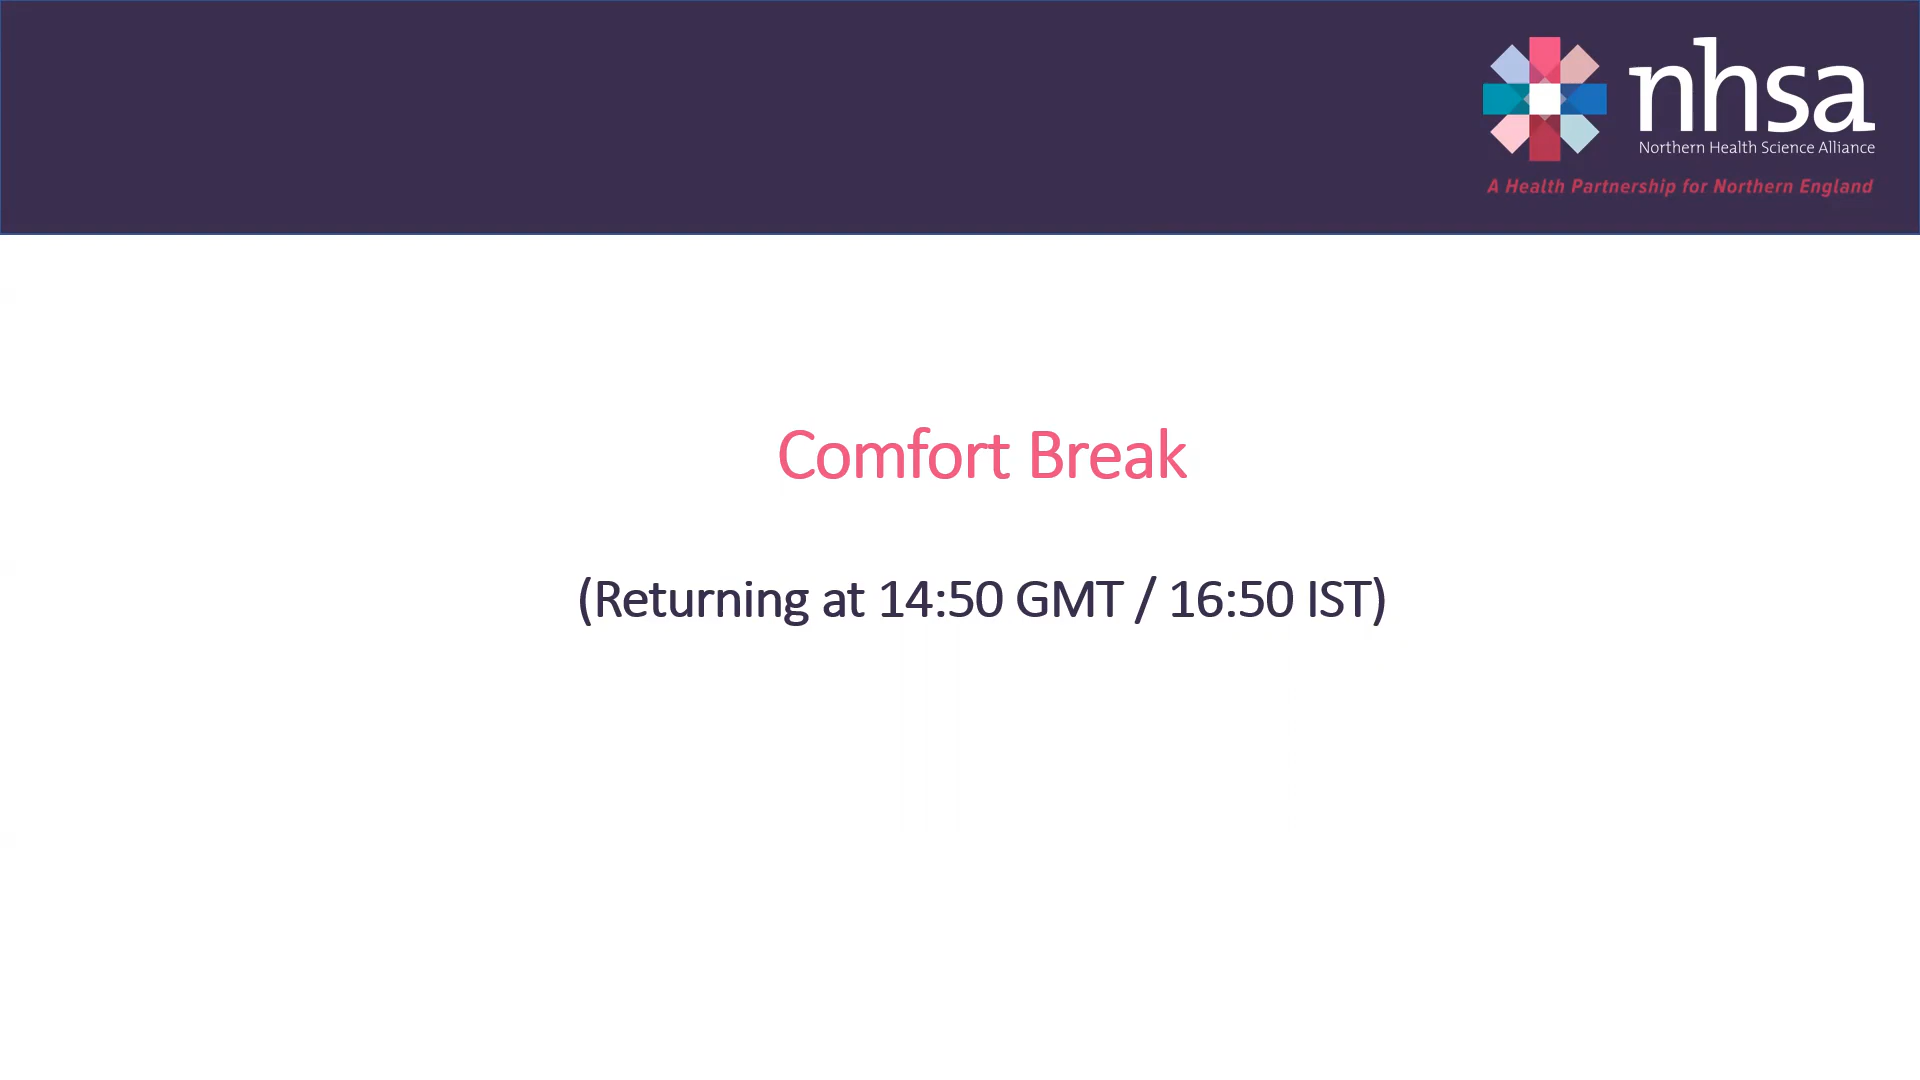 nhsa
Northern Health Science Alliance
A Health Partnership for Northern England
Comfort Break
(Returning at 14:50 GMT / 16:50 IST)